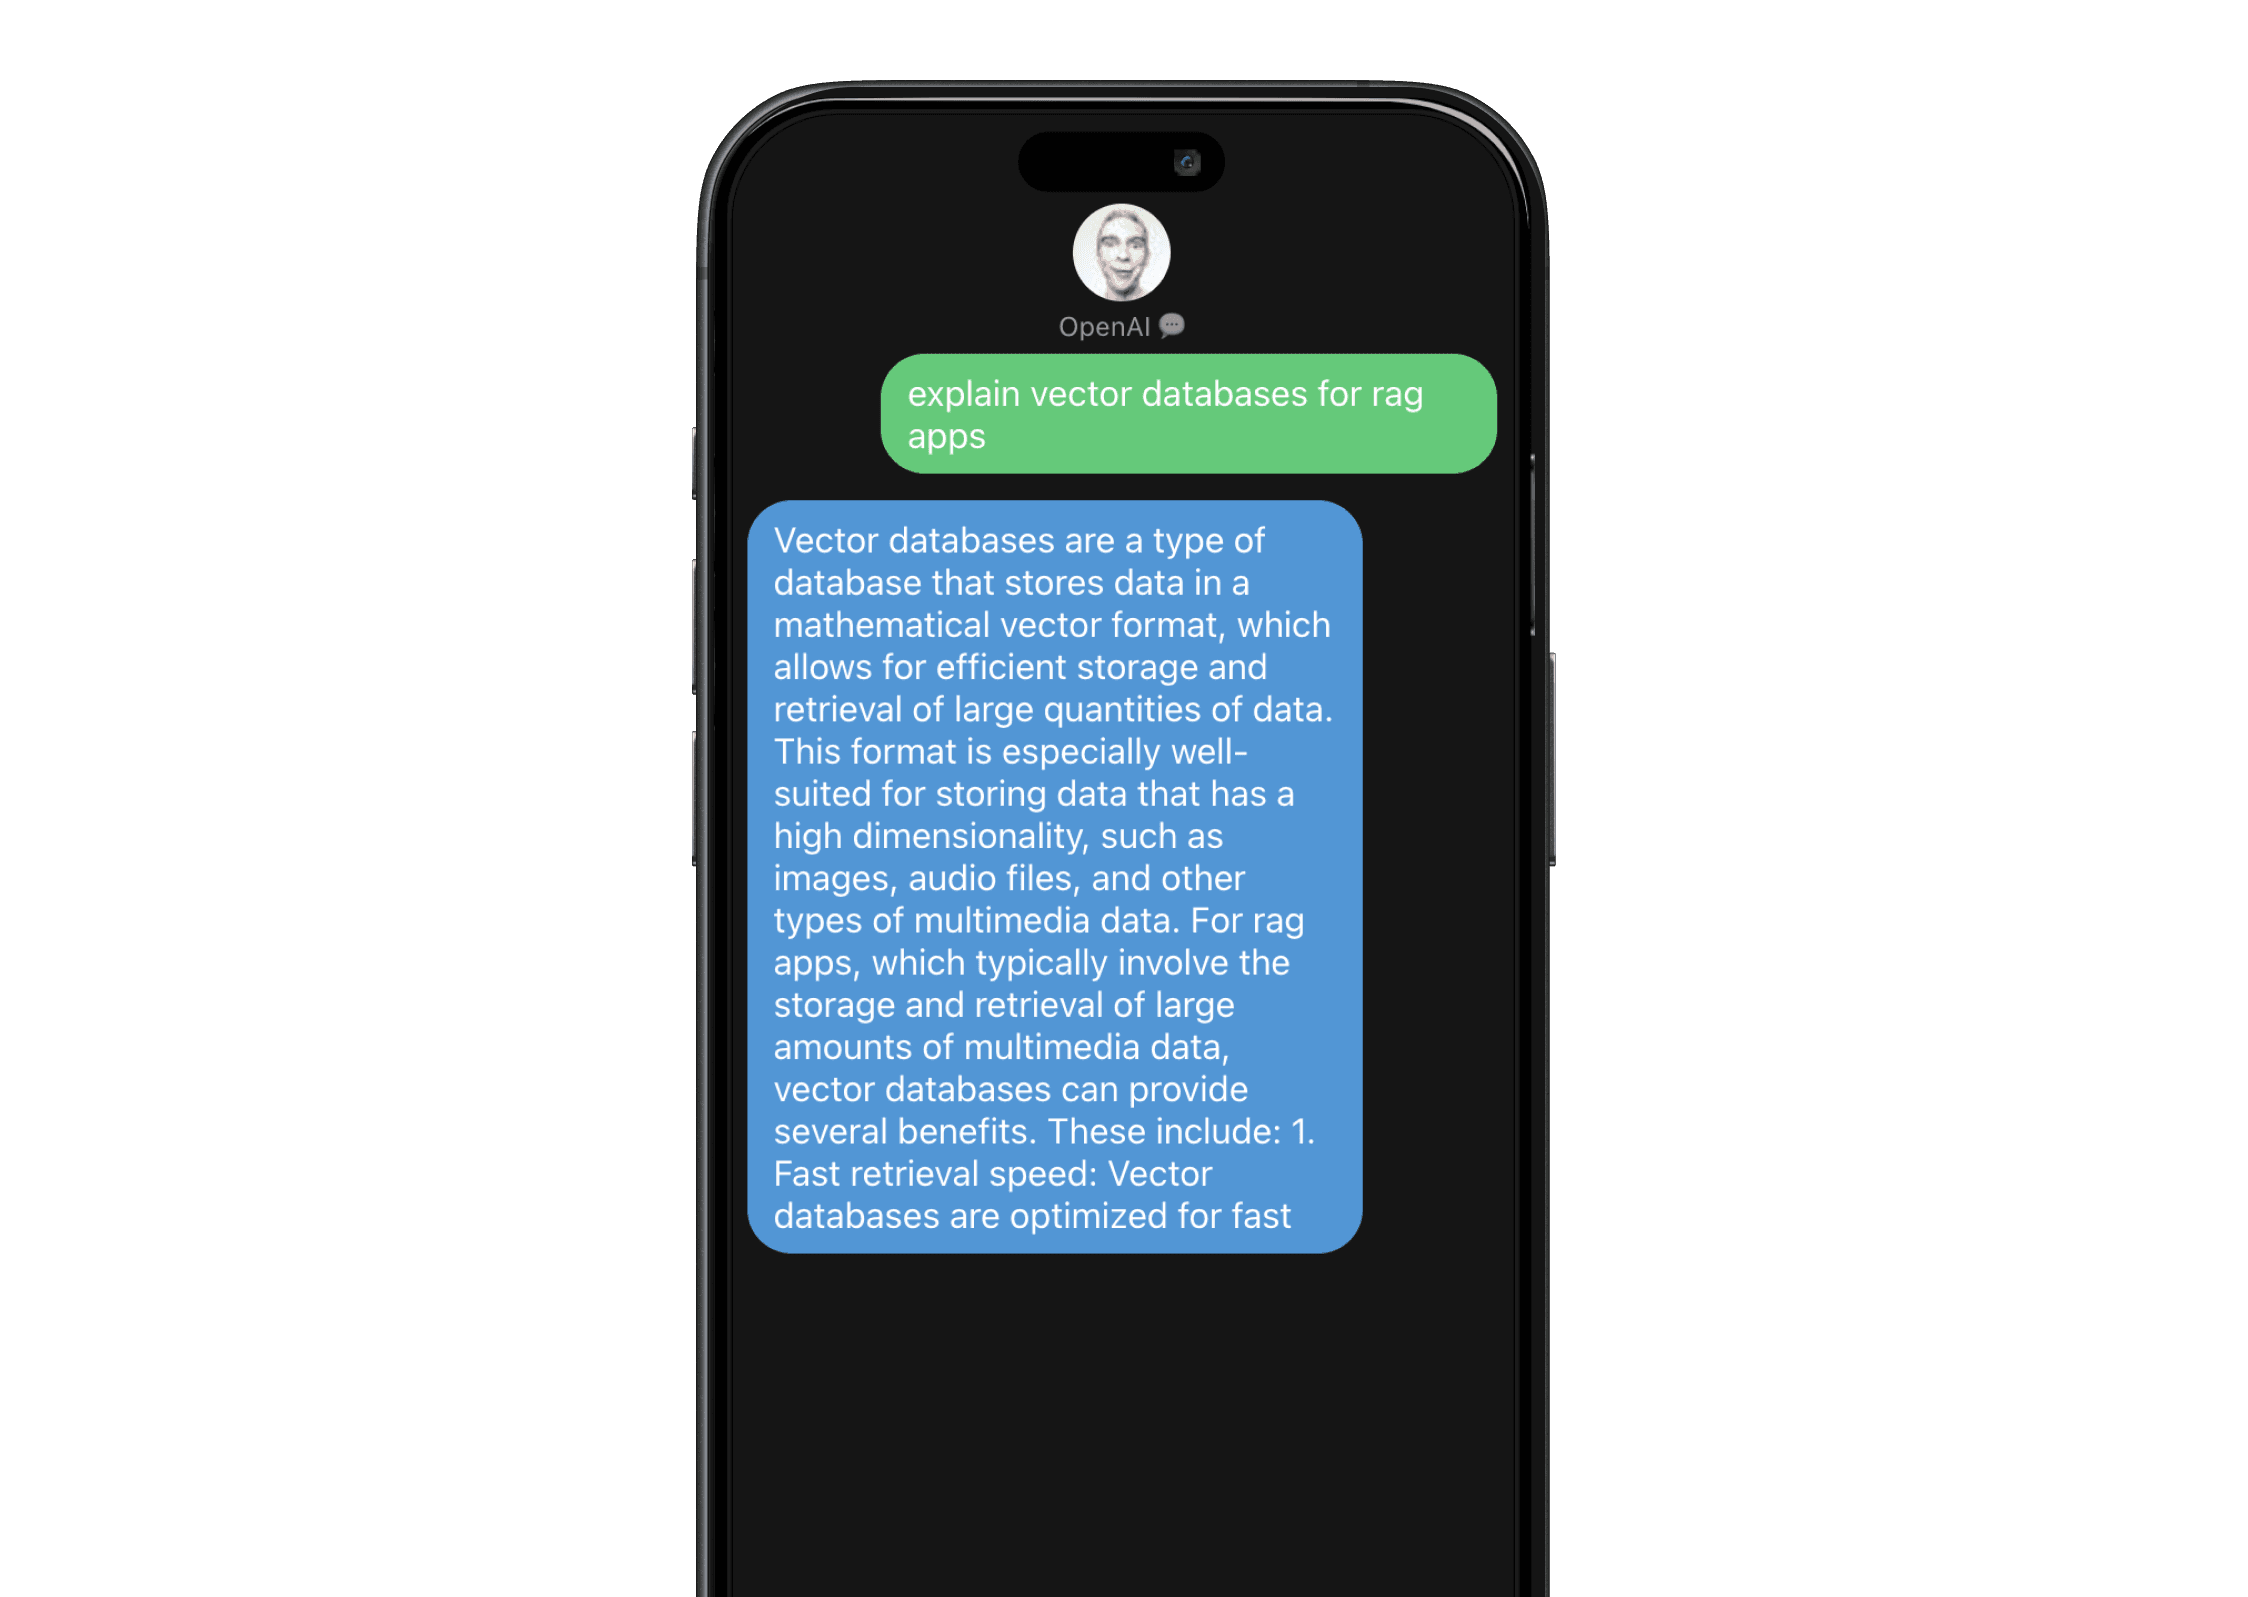 OpenAI 💬
explain vector databases for rag
apps
Vector databases are a type of
database that stores data in a
mathematical vector format, which
allows for efficient storage and
retrieval of large quantities of data.
This format is especially well-
suited for storing data that has a
high dimensionality, such as
images, audio files, and other
types of multimedia data. For rag
apps, which typically involve the
storage and retrieval of large
amounts of multimedia data,
vector databases can provide
several benefits. These include: 1.
Fast retrieval speed: Vector
databases are optimized for fast